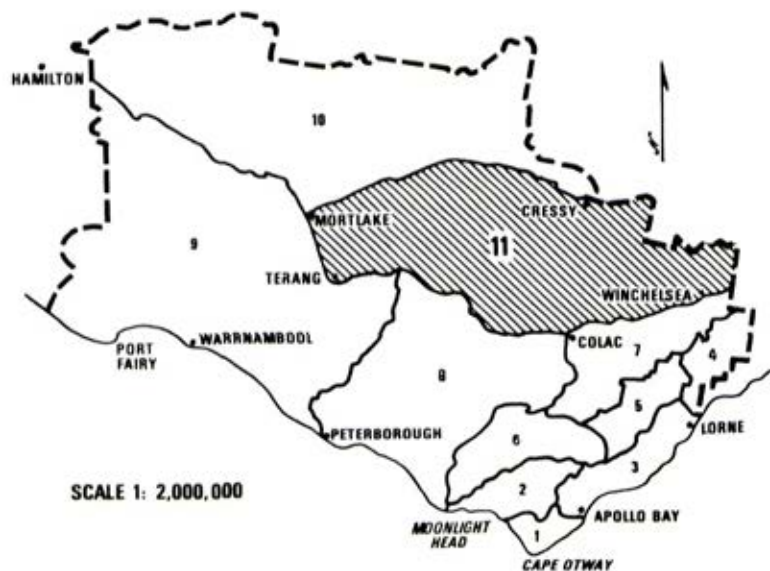 HAMILTON
10
MORTLAKE
CRESSY
9
11
TERANG
WINCHELSEA
PORT
FAIRY
WARRNAMBOOL
COLAC
7
4
8
5
PETERBOROUGH
6
LORNE
3
SCALE 1: 2,000,000
2
MOONLIGHT
HEAD
APOLLO BAY
1
CAPE OTWAY